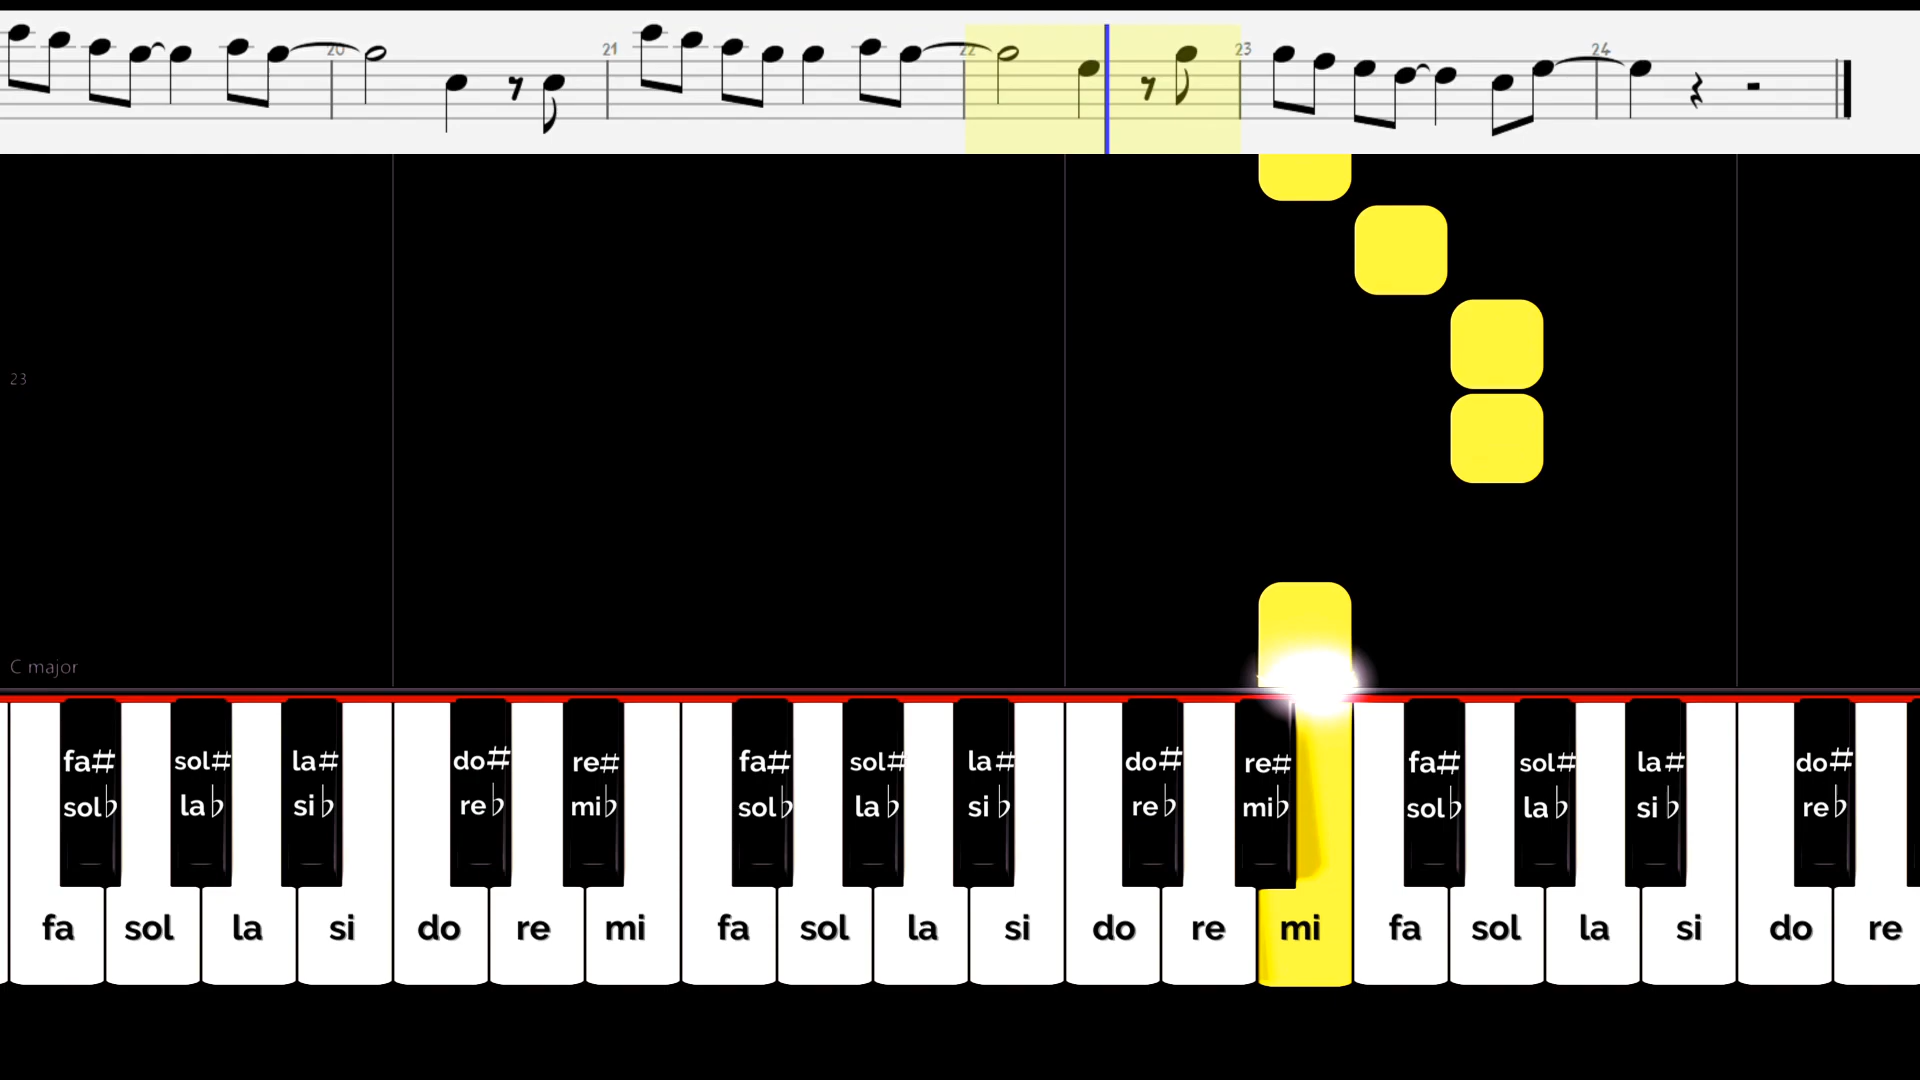 20 21 22 23 24
23
C major
fa# sol# la# do# re# fa# sol# la# do# re# fa# sol# la# do#
sol♭ la♭ si♭ re♭ mi♭ sol♭ la♭ si♭ re♭ mi♭ sol♭ la♭ si♭ re♭
fa sol la si do re mi fa sol la si do re mi fa sol la si do re